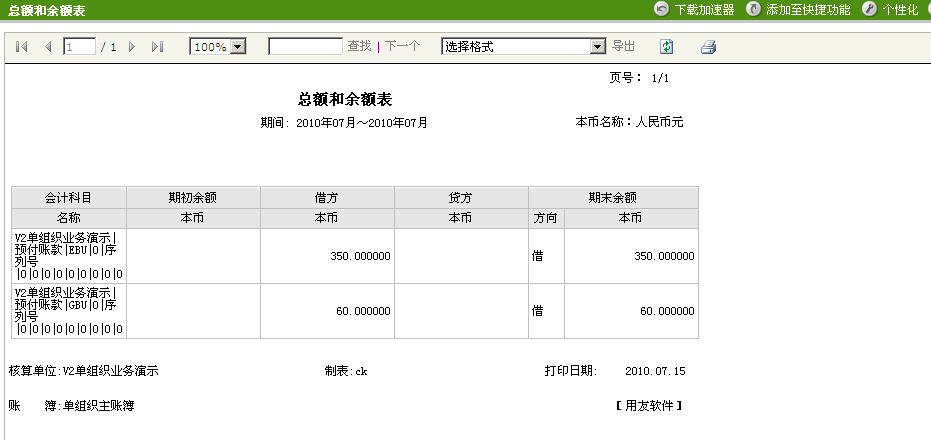 总额和余额表
下载加速器 添加至快捷功能 个性化
1 / 1 100% 查找 | 下一个 选择格式 导出
页号： 1/1
总额和余额表
期间: 2010年07月～2010年07月 本币名称：人民币元
会计科目 期初余额 借方 贷方 期末余额
名称 本币 本币 本币 方向 本币
V2单组织业务演示|
预付账款|EBU|0|序
列号
|0|0|0|0|0|0|0|0|0
350.000000 借 350.000000
V2单组织业务演示|
预付账款|GBU|0|序
列号
|0|0|0|0|0|0|0|0|0
60.000000 借 60.000000
核算单位:V2单组织业务演示 制表:ck 打印日期: 2010.07.15
账 簿:单组织主账簿 【用友软件】